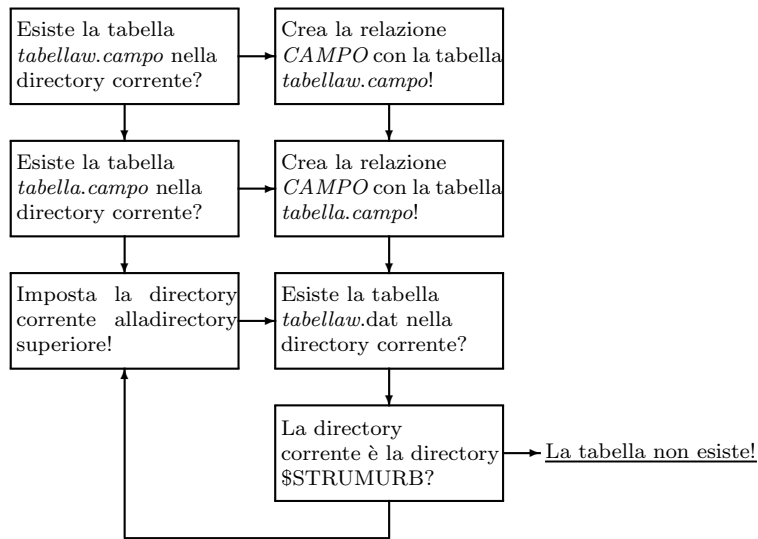 Esiste la tabella
tabellaw.campo nella
directory corrente?
Crea la relazione
CAMPO con la tabella
tabellaw.campo!
Esiste la tabella
tabella.campo nella
directory corrente?
Crea la relazione
CAMPO con la tabella
tabella.campo!
Imposta la directory
corrente alladirectory
superiore!
Esiste la tabella
tabellaw.dat nella
directory corrente?
La directory
corrente è la directory
$STRUMURB?
La tabella non esiste!